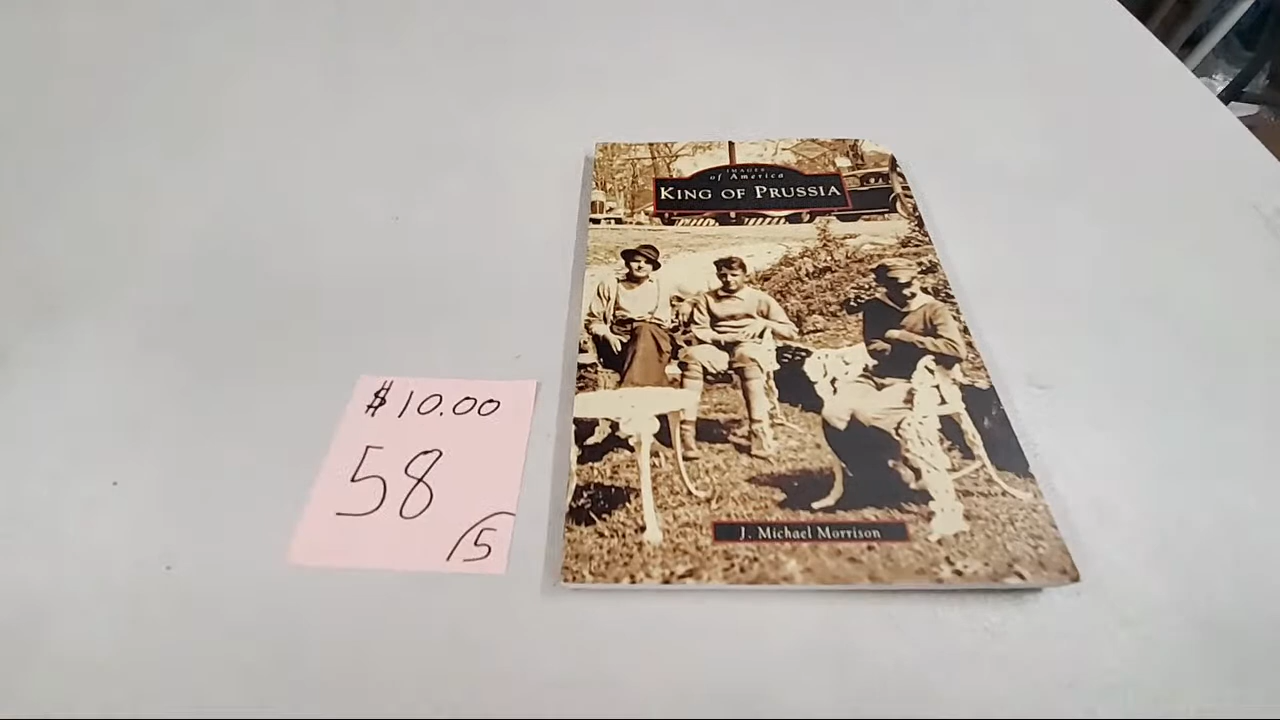 IMAGES
of America
KING OF PRUSSIA
J. Michael Morrison
$10.00
58
5